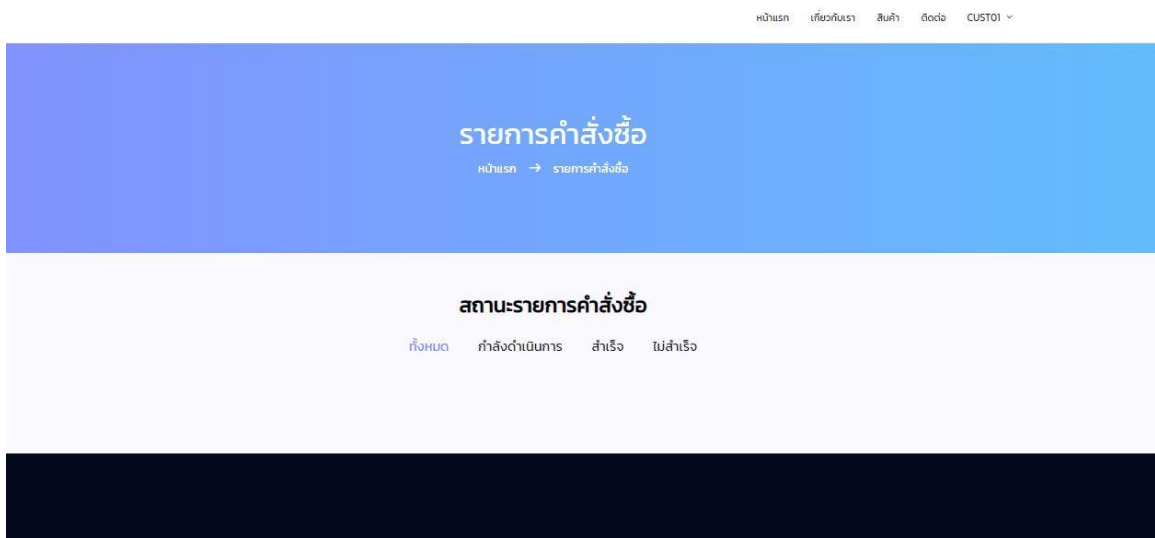 หน้าแรก เกี่ยวกับเรา สินค้า ติดต่อ CUST01
รายการคำสั่งซื้อ
หน้าแรก → รายการคำสั่งซื้อ
สถานะรายการคำสั่งซื้อ
ทั้งหมด กำลังดำเนินการ สำเร็จ ไม่สำเร็จ